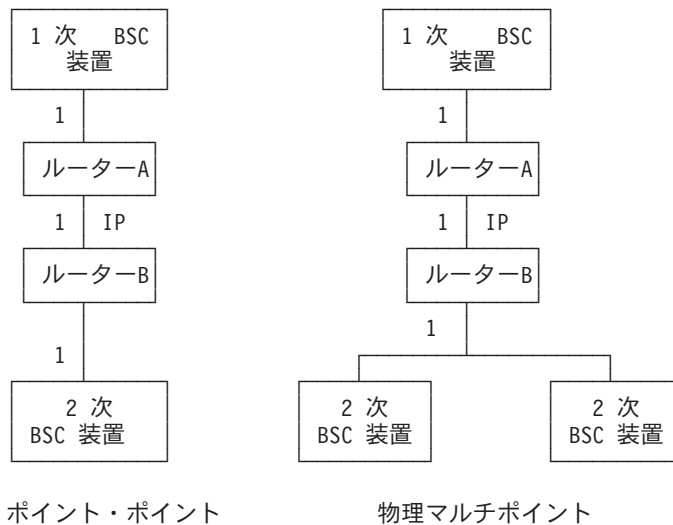 1 次 BSC
装置
1
ルーターA
1 IP
ルーターB
1
2 次
BSC 装置
ポイント・ポイント
1 次 BSC
装置
1
ルーターA
1 IP
ルーターB
1
2 次
BSC 装置
2 次
BSC 装置
物理マルチポイント